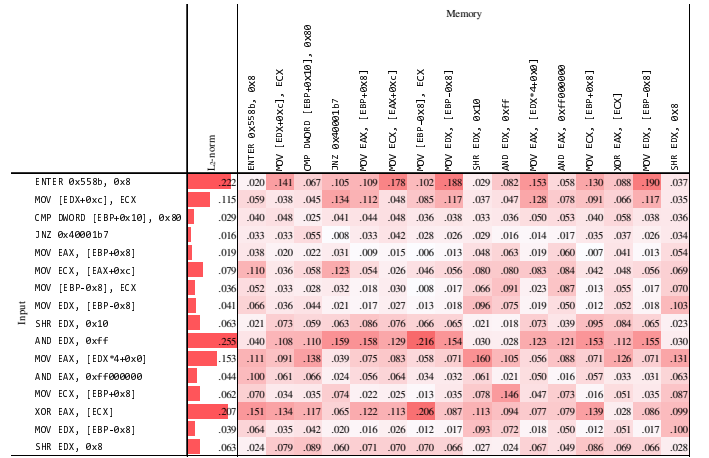 Memory
L₂-norm
ENTER 0x558b, 0x8
MOV [EDX+0xc], ECX
CMP DWORD [EBP+0x10], 0x80
JNZ 0x40001b7
MOV EAX, [EBP+0x8]
MOV ECX, [EAX+0xc]
MOV [EBP-0x8], ECX
MOV EDX, [EBP-0x8]
SHR EDX, 0x10
AND EDX, 0xff
MOV EAX, [EDX*4+0x0]
AND EAX, 0xff000000
MOV ECX, [EBP+0x8]
XOR EAX, [ECX]
MOV EDX, [EBP-0x8]
SHR EDX, 0x8
Input
ENTER 0x558b, 0x8 .222 .020 .141 .067 .105 .109 .178 .102 .188 .029 .082 .153 .058 .130 .088 .190 .037
MOV [EDX+0xc], ECX .115 .059 .038 .045 .134 .112 .048 .085 .117 .037 .047 .128 .078 .091 .066 .117 .035
CMP DWORD [EBP+0x10], 0x80 .029 .040 .048 .025 .041 .044 .048 .036 .038 .033 .036 .050 .053 .040 .058 .038 .036
JNZ 0x40001b7 .016 .033 .033 .055 .008 .033 .042 .028 .026 .029 .016 .014 .017 .035 .037 .026 .034
MOV EAX, [EBP+0x8] .019 .038 .020 .022 .031 .009 .015 .006 .013 .048 .063 .019 .060 .007 .041 .013 .054
MOV ECX, [EAX+0xc] .079 .110 .036 .058 .123 .054 .026 .046 .080 .080 .083 .084 .042 .048 .056 .069
MOV [EBP-0x8], ECX .036 .052 .033 .028 .032 .018 .030 .008 .017 .066 .091 .023 .087 .013 .055 .017 .070
MOV EDX, [EBP-0x8] .041 .066 .036 .044 .021 .017 .027 .013 .018 .096 .075 .019 .050 .012 .052 .018 .103
SHR EDX, 0x10 .063 .021 .073 .059 .063 .086 .076 .066 .065 .021 .018 .073 .039 .095 .084 .065 .023
AND EDX, 0xff .255 .040 .108 .110 .159 .158 .129 .216 .154 .030 .028 .123 .121 .153 .112 .155 .030
MOV EAX, [EDX*4+0x0] .153 .111 .091 .138 .039 .075 .083 .058 .071 .160 .105 .056 .088 .071 .126 .071 .131
AND EAX, 0xff000000 .044 .100 .061 .066 .024 .056 .064 .034 .032 .061 .021 .050 .016 .057 .033 .031 .063
MOV ECX, [EBP+0x8] .062 .070 .034 .035 .074 .022 .025 .013 .035 .078 .146 .047 .073 .016 .051 .035 .087
XOR EAX, [ECX] .207 .151 .134 .117 .065 .122 .113 .206 .087 .113 .094 .077 .079 .139 .028 .086 .099
MOV EDX, [EBP-0x8] .039 .064 .035 .042 .020 .016 .026 .012 .017 .093 .072 .018 .050 .012 .051 .017 .100
SHR EDX, 0x8 .063 .024 .079 .089 .060 .071 .070 .070 .066 .027 .024 .067 .049 .086 .069 .066 .028